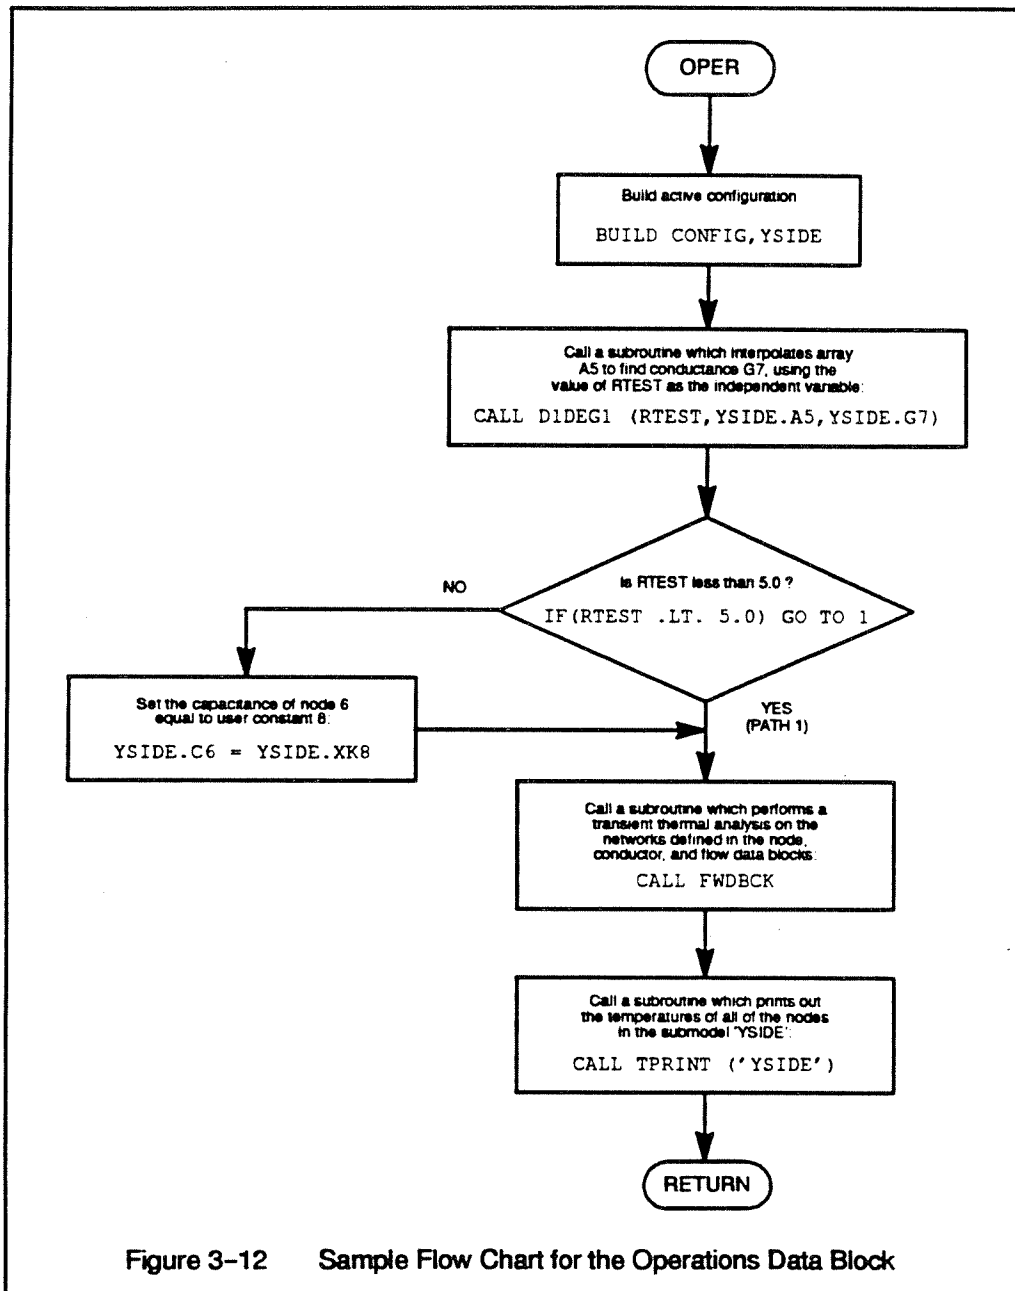 OPER
Build active configuration
BUILD CONFIG,YSIDE
Call a subroutine which interpolates array
A5 to find conductance G7, using the
value of RTEST as the independent variable:
CALL D1DEG1 (RTEST,YSIDE.A5,YSIDE.G7)
Is RTEST less than 5.0 ?
IF(RTEST .LT. 5.0) GO TO 1
NO
Set the capacitance of node 6
equal to user constant 8:
YSIDE.C6 = YSIDE.XK8
YES
(PATH 1)
Call a subroutine which performs a
transient thermal analysis on the
networks defined in the node,
conductor, and flow data blocks:
CALL FWDBCK
Call a subroutine which prints out
the temperatures of all of the nodes
in the submodel 'YSIDE':
CALL TPRINT ('YSIDE')
RETURN
Figure 3-12 Sample Flow Chart for the Operations Data Block